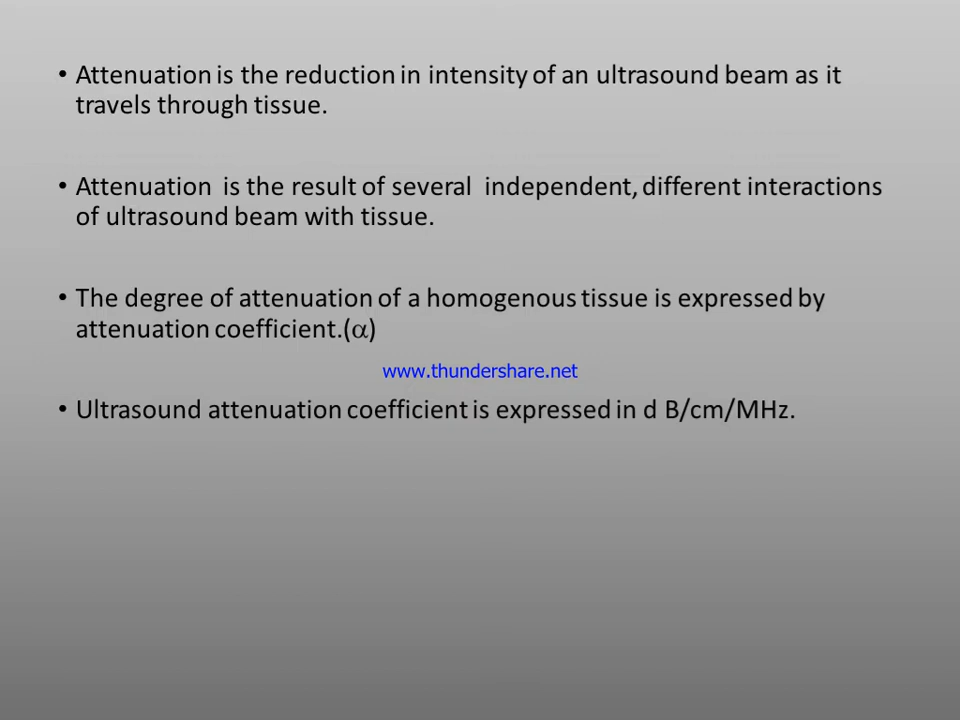 • Attenuation is the reduction in intensity of an ultrasound beam as it
travels through tissue.
• Attenuation is the result of several independent, different interactions
of ultrasound beam with tissue.
• The degree of attenuation of a homogenous tissue is expressed by
attenuation coefficient.(α)
www.thundershare.net
• Ultrasound attenuation coefficient is expressed in d B/cm/MHz.